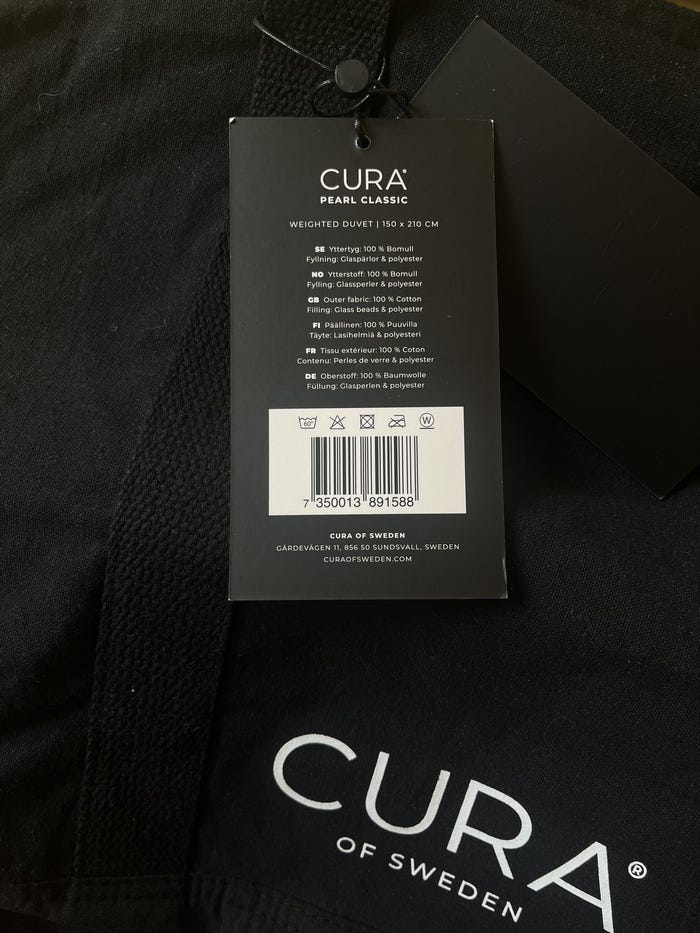 CURA®
PEARL CLASSIC
WEIGHTED DUVET | 150 x 210 CM
SE Yttertyg: 100 % Bomull
Fyllning: Glaspärlor & polyester
NO Ytterstoff: 100 % Bomull
Fylling: Glassperler & polyester
GB Outer fabric: 100 % Cotton
Filling: Glass beads & polyester
FI Päällinen: 100 % Puuvilla
Täyte: Lasihelmiä & polyesteri
FR Tissu extérieur: 100 % Coton
Contenu: Perles de verre & polyester
DE Oberstoff: 100 % Baumwolle
Füllung: Glasperlen & polyester
60° W
7 350013 891588
CURA OF SWEDEN
GÄRDEVÄGEN 11, 856 50 SUNDSVALL, SWEDEN
CURAOFSWEDEN.COM
CURA®
OF SWEDEN